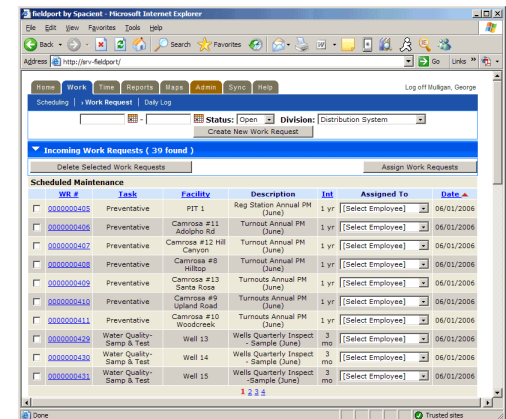 fieldport by Spacient - Microsoft Internet Explorer
File Edit View Favorites Tools Help
Back Search Favorites
Address http://srv-fieldport/ Go Links »
Home Work Time Reports Maps Admin Sync Help Log off Mulligan, George
Scheduling | › Work Request | Daily Log
- Status: Open Division: Distribution System
Create New Work Request
Incoming Work Requests ( 39 found )
Delete Selected Work Requests Assign Work Requests
Scheduled Maintenance
WR # Task Facility Description Int Assigned To Date
0000000405 Preventative PIT 1 Reg Station Annual PM (June) 1 yr [Select Employee] 06/01/2006
0000000406 Preventative Camrosa #11 Adolpho Rd Turnout Annual PM (June) 1 yr [Select Employee] 06/01/2006
0000000407 Preventative Camrosa #12 Hill Canyon Turnout Annual PM (June) 1 yr [Select Employee] 06/01/2006
0000000408 Preventative Camrosa #8 Hilltop Turnout Annual PM (June) 1 yr [Select Employee] 06/01/2006
0000000409 Preventative Camrosa #13 Santa Rosa Turnouts Annual PM (June) 1 yr [Select Employee] 06/01/2006
0000000410 Preventative Camrosa #9 Upland Road Turnouts Annual PM (June) 1 yr [Select Employee] 06/01/2006
0000000411 Preventative Camrosa #10 Woodcreek Turnouts Annual PM (June) 1 yr [Select Employee] 06/01/2006
0000000429 Water Quality- Samp & Test Well 13 Wells Quarterly Inspect - Sample (June) 3 mo [Select Employee] 06/01/2006
0000000430 Water Quality- Samp & Test Well 14 Wells Quarterly Inspect - Sample (June) 3 mo [Select Employee] 06/01/2006
0000000431 Water Quality- Samp & Test Well 15 Wells Quarterly Inspect -Sample (June) 3 mo [Select Employee] 06/01/2006
1 2 3 4
Done Trusted sites